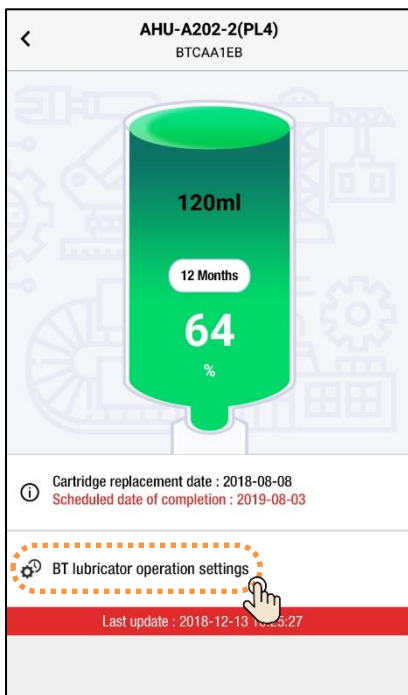 AHU-A202-2(PL4)
BTCAA1EB
120ml
12 Months
64
%
Cartridge replacement date : 2018-08-08
Scheduled date of completion : 2019-08-03
BT lubricator operation settings
Last update : 2018-12-13